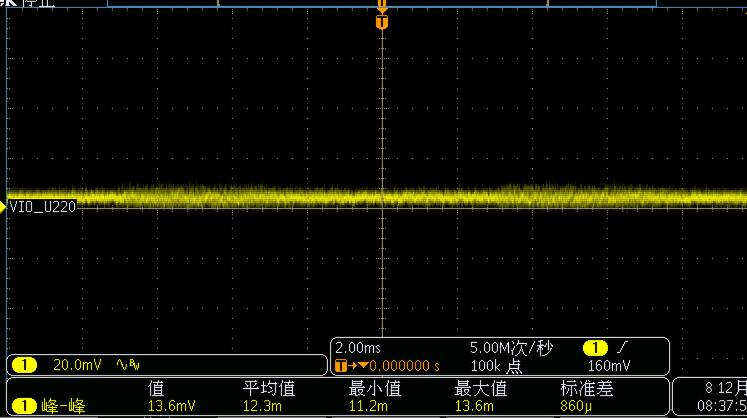 停止
T
VIO_U220
2.00ms 5.00M次/秒 1
T 0.000000 s 100k 点 160mV
1 20.0mV BW
值 平均值 最小值 最大值 标准差
1 峰-峰 13.6mV 12.3m 11.2m 13.6m 860μ
8 12月
08:37:5